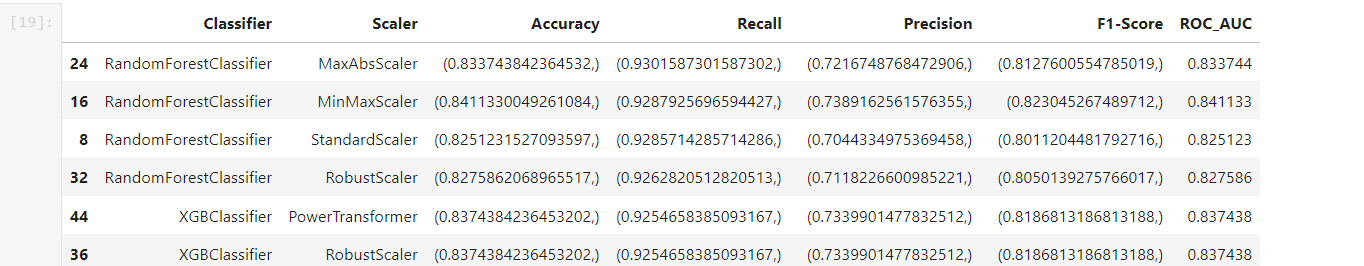 [19]:
Classifier Scaler Accuracy Recall Precision F1-Score ROC_AUC
24 RandomForestClassifier MaxAbsScaler (0.833743842364532,) (0.9301587301587302,) (0.7216748768472906,) (0.8127600554785019,) 0.833744
16 RandomForestClassifier MinMaxScaler (0.8411330049261084,) (0.9287925696594427,) (0.7389162561576355,) (0.823045267489712,) 0.841133
8 RandomForestClassifier StandardScaler (0.8251231527093597,) (0.9285714285714286,) (0.7044334975369458,) (0.8011204481792716,) 0.825123
32 RandomForestClassifier RobustScaler (0.8275862068965517,) (0.9262820512820513,) (0.7118226600985221,) (0.8050139275766017,) 0.827586
44 XGBClassifier PowerTransformer (0.8374384236453202,) (0.9254658385093167,) (0.7339901477832512,) (0.8186813186813188,) 0.837438
36 XGBClassifier RobustScaler (0.8374384236453202,) (0.9254658385093167,) (0.7339901477832512,) (0.8186813186813188,) 0.837438